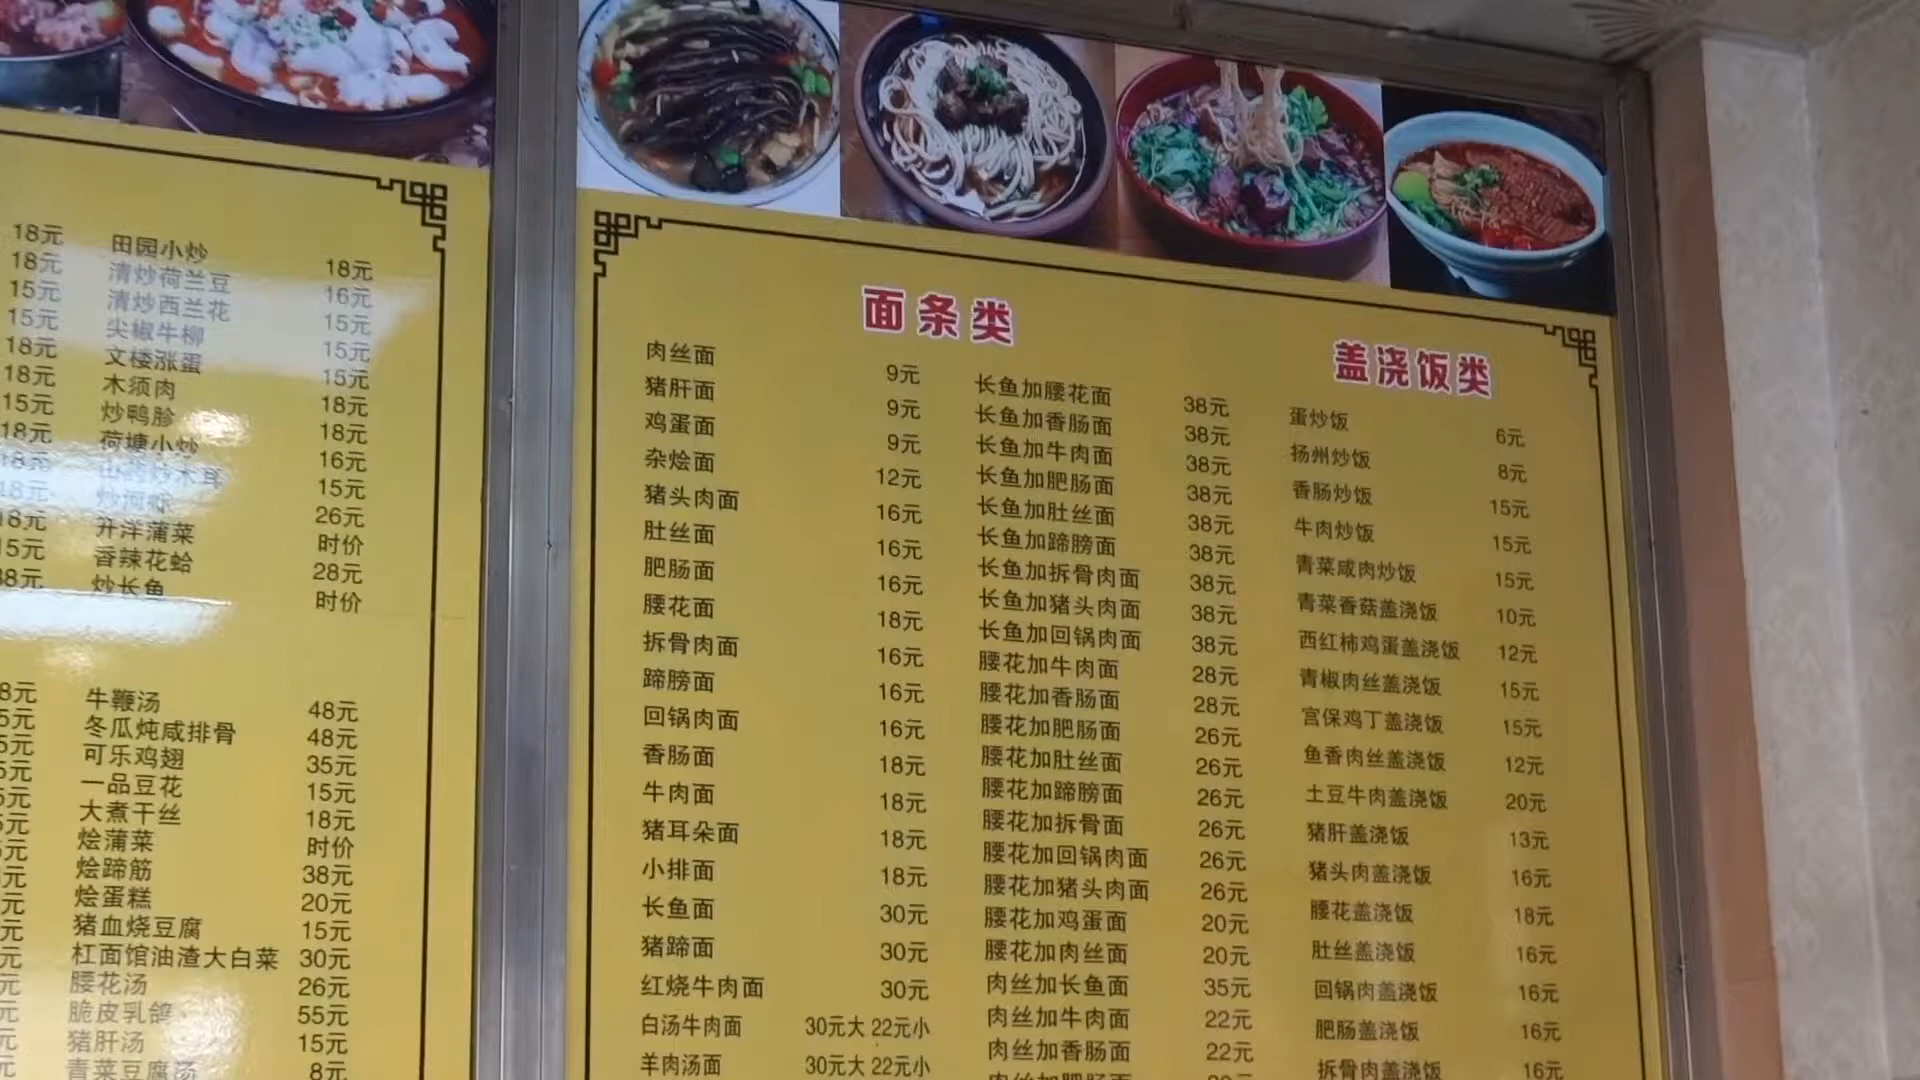 18元
18元
15元
15元
18元
18元
15元
18元
18元
18元
18元
15元
田园小炒 18元
清炒荷兰豆 16元
清炒西兰花 15元
尖椒牛柳 15元
文楼涨蛋 15元
木须肉 18元
炒鸭胗 18元
荷塘小炒 16元
山药炒木耳 15元
炒河虾 26元
开洋蒲菜 时价
香辣花蛤 28元
炒长鱼 时价
牛鞭汤 48元
冬瓜炖咸排骨 48元
可乐鸡翅 35元
一品豆花 15元
大煮干丝 18元
烩蒲菜 时价
烩蹄筋 38元
烩蛋糕 20元
猪血烧豆腐 15元
杠面馆油渣大白菜 30元
腰花汤 26元
脆皮乳鸽 55元
猪肝汤 15元
青菜豆腐汤 8元
面条类
肉丝面 9元
猪肝面 9元
鸡蛋面 9元
杂烩面 12元
猪头肉面 16元
肚丝面 16元
肥肠面 16元
腰花面 18元
拆骨肉面 16元
蹄膀面 16元
回锅肉面 16元
香肠面 18元
牛肉面 18元
猪耳朵面 18元
小排面 18元
长鱼面 30元
猪蹄面 30元
红烧牛肉面 30元
白汤牛肉面 30元大 22元小
羊肉汤面 30元大 22元小
长鱼加腰花面 38元
长鱼加香肠面 38元
长鱼加牛肉面 38元
长鱼加肥肠面 38元
长鱼加肚丝面 38元
长鱼加蹄膀面 38元
长鱼加拆骨肉面 38元
长鱼加猪头肉面 38元
长鱼加回锅肉面 38元
腰花加牛肉面 28元
腰花加香肠面 28元
腰花加肥肠面 26元
腰花加肚丝面 26元
腰花加蹄膀面 26元
腰花加拆骨面 26元
腰花加回锅肉面 26元
腰花加猪头肉面 26元
腰花加鸡蛋面 20元
腰花加肉丝面 20元
肉丝加长鱼面 35元
肉丝加牛肉面 22元
肉丝加香肠面 22元
肉丝加肥肠面
盖浇饭类
蛋炒饭 6元
扬州炒饭 8元
香肠炒饭 15元
牛肉炒饭 15元
青菜咸肉炒饭 15元
青菜香菇盖浇饭 10元
西红柿鸡蛋盖浇饭 12元
青椒肉丝盖浇饭 15元
宫保鸡丁盖浇饭 15元
鱼香肉丝盖浇饭 12元
土豆牛肉盖浇饭 20元
猪肝盖浇饭 13元
猪头肉盖浇饭 16元
腰花盖浇饭 18元
肚丝盖浇饭 16元
回锅肉盖浇饭 16元
肥肠盖浇饭 16元
拆骨肉盖浇饭 16元